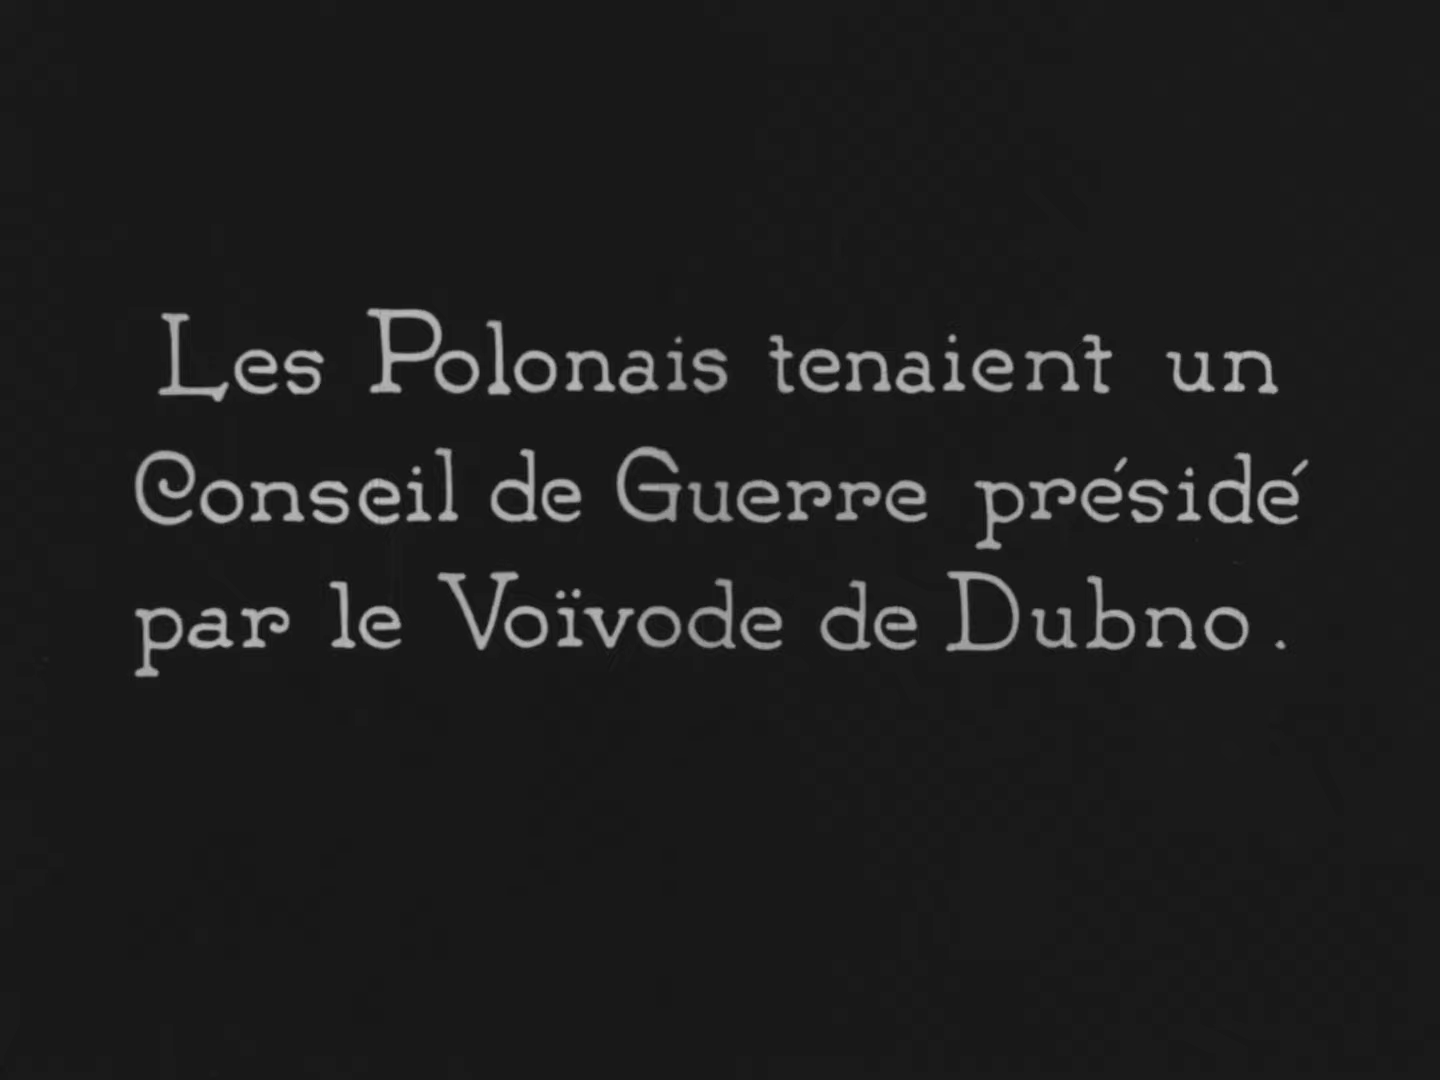 Les Polonais tenaient un
Conseil de Guerre présidé
par le Voïvode de Dubno.